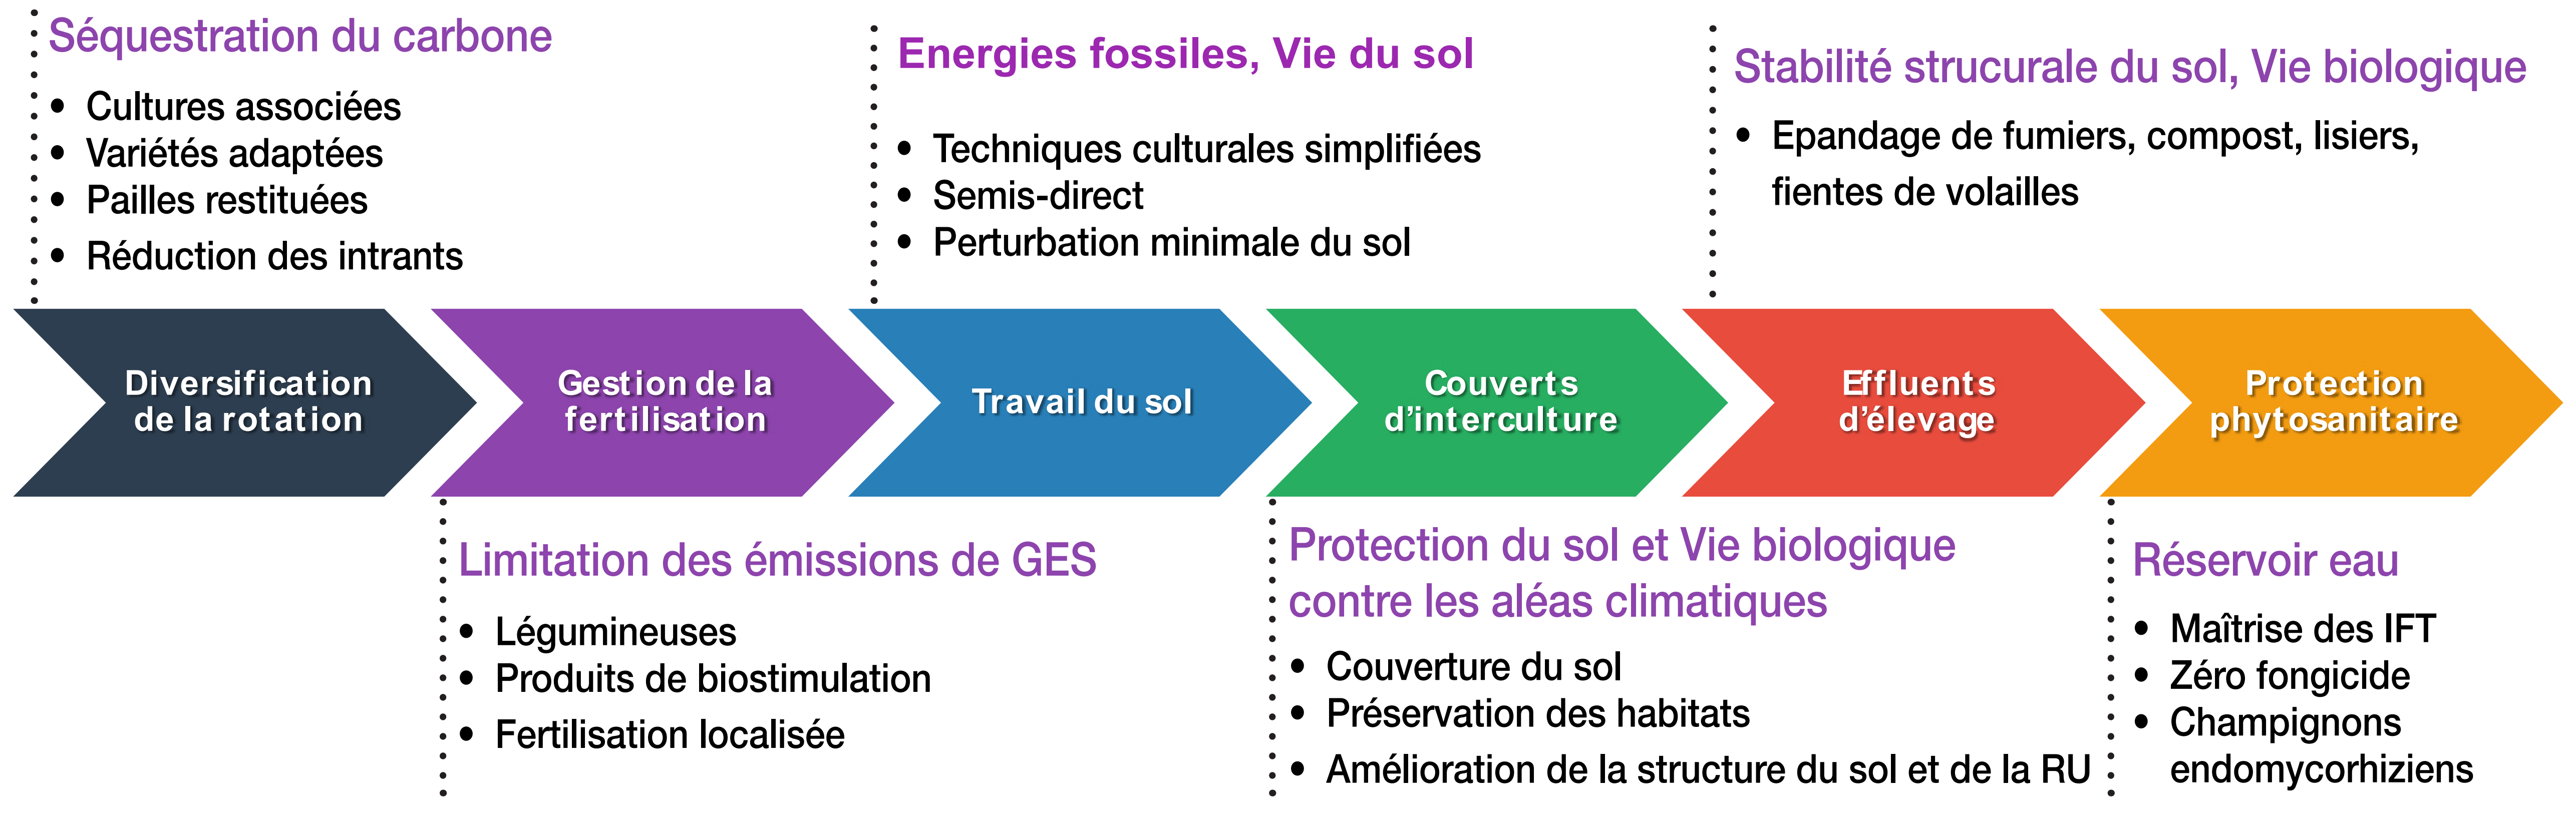 Séquestration du carbone
• Cultures associées
• Variétés adaptées
• Pailles restituées
• Réduction des intrants
Energies fossiles, Vie du sol
• Techniques culturales simplifiées
• Semis-direct
• Perturbation minimale du sol
Stabilité strucurale du sol, Vie biologique
• Epandage de fumiers, compost, lisiers,
fientes de volailles
Diversification
de la rotation
Gestion de la
fertilisation
Travail du sol
Couverts
d’interculture
Effluents
d’élevage
Protection
phytosanitaire
Limitation des émissions de GES
• Légumineuses
• Produits de biostimulation
• Fertilisation localisée
Protection du sol et Vie biologique
contre les aléas climatiques
• Couverture du sol
• Préservation des habitats
• Amélioration de la structure du sol et de la RU
Réservoir eau
• Maîtrise des IFT
• Zéro fongicide
• Champignons
endomycorhiziens